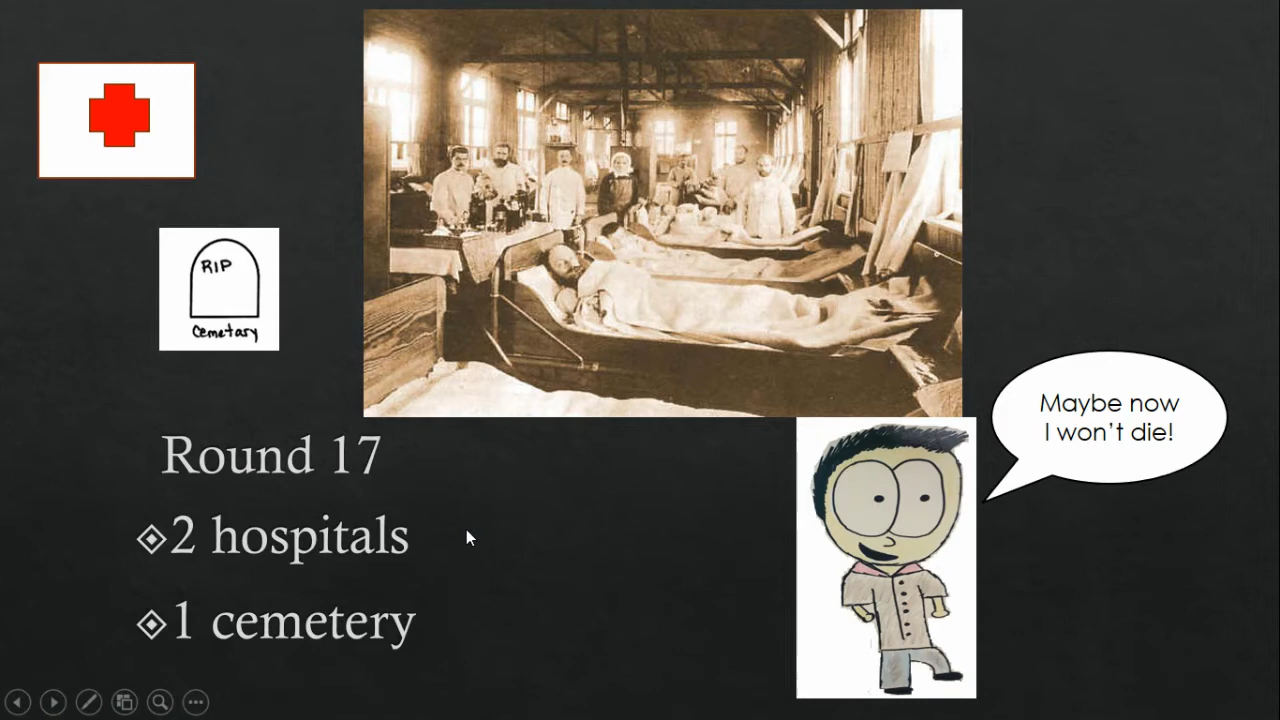 RIP
Cemetary
Round 17
2 hospitals
1 cemetery
Maybe now
I won't die!